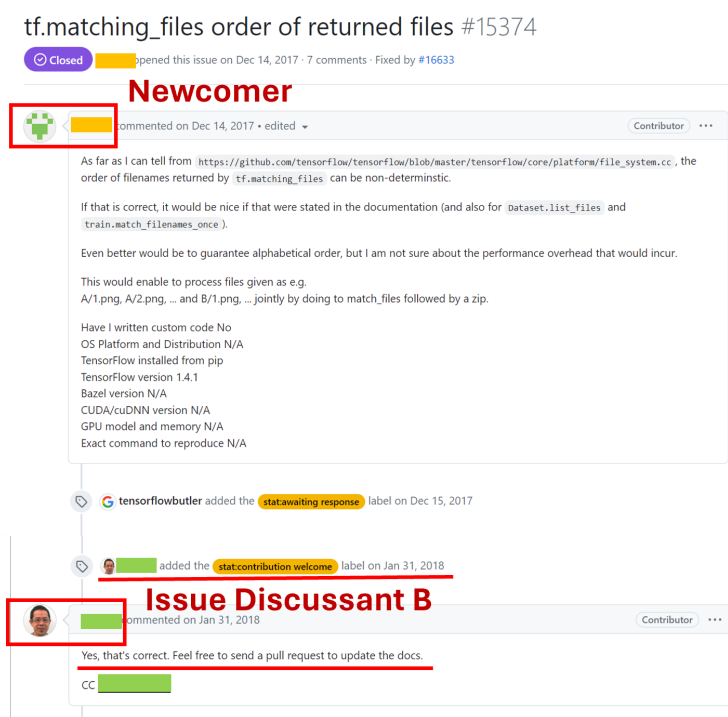 tf.matching_files order of returned files #15374
Closed opened this issue on Dec 14, 2017 · 7 comments · Fixed by #16633
Newcomer
commented on Dec 14, 2017 • edited
Contributor ···
As far as I can tell from https://github.com/tensorflow/tensorflow/blob/master/tensorflow/core/platform/file_system.cc , the
order of filenames returned by tf.matching_files can be non-determinstic.
If that is correct, it would be nice if that were stated in the documentation (and also for Dataset.list_files and
train.match_filenames_once ).
Even better would be to guarantee alphabetical order, but I am not sure about the performance overhead that would incur.
This would enable to process files given as e.g.
A/1.png, A/2.png, ... and B/1.png, ... jointly by doing to match_files followed by a zip.
Have I written custom code No
OS Platform and Distribution N/A
TensorFlow installed from pip
TensorFlow version 1.4.1
Bazel version N/A
CUDA/cuDNN version N/A
GPU model and memory N/A
Exact command to reproduce N/A
tensorflowbutler added the stat:awaiting response label on Dec 15, 2017
added the stat:contribution welcome label on Jan 31, 2018
Issue Discussant B
commented on Jan 31, 2018
Contributor ···
Yes, that's correct. Feel free to send a pull request to update the docs.
CC